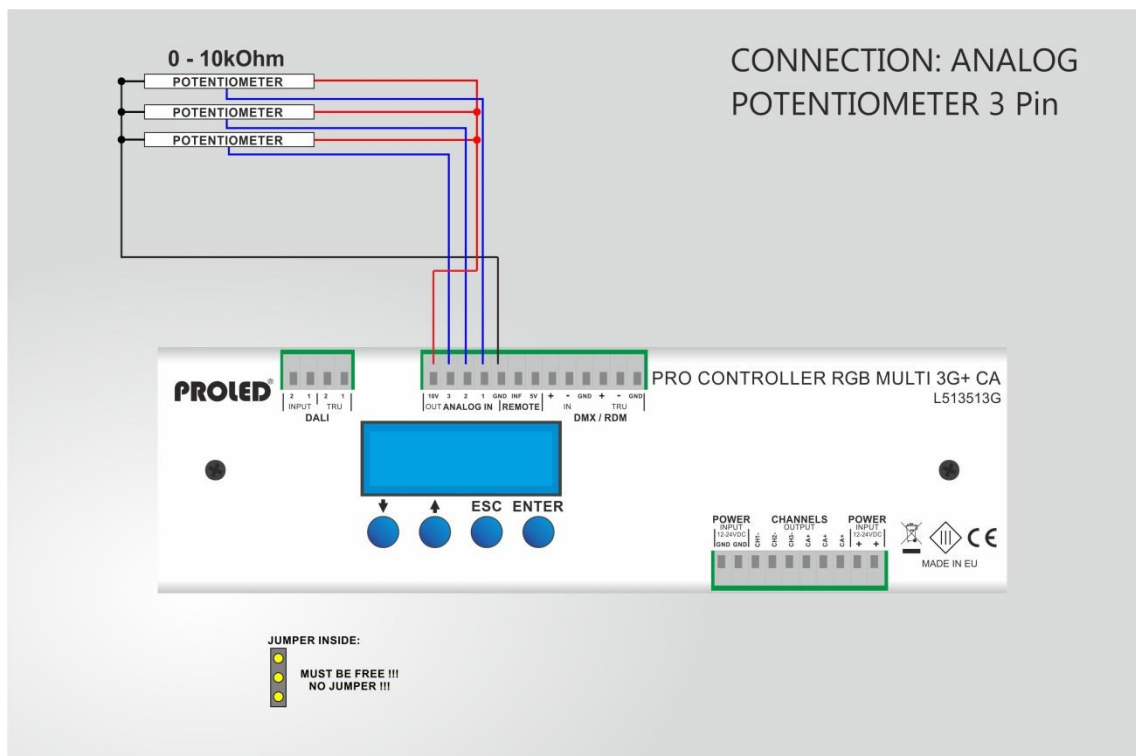 0 - 10kOhm
POTENTIOMETER
POTENTIOMETER
POTENTIOMETER
CONNECTION: ANALOG
POTENTIOMETER 3 Pin
PROLED®
2 1 2 1
INPUT TRU
DALI
10V 3 2 1 GND INF 5V + - GND + - GND
OUT ANALOG IN REMOTE IN TRU
DMX / RDM
PRO CONTROLLER RGB MULTI 3G+ CA
L513513G
ESC ENTER
POWER CHANNELS POWER
INPUT OUTPUT INPUT
12-24VDC 12-24VDC
GND GND CH1- CH2- CH3- CA+ CA+ CA+ + +
III CE
MADE IN EU
JUMPER INSIDE:
MUST BE FREE !!!
NO JUMPER !!!